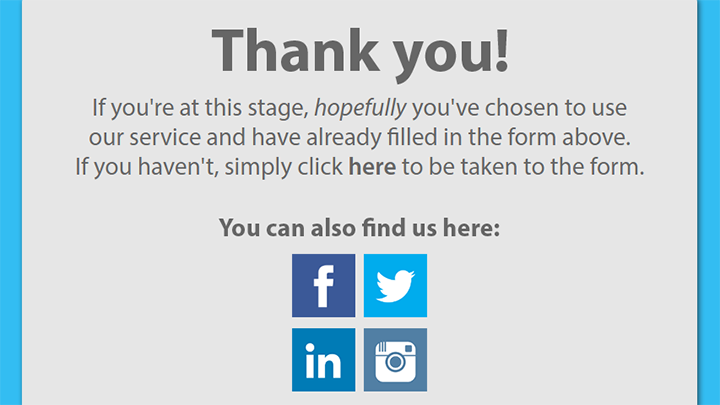 Thank you!
If you're at this stage, hopefully you've chosen to use
our service and have already filled in the form above.
If you haven't, simply click here to be taken to the form.
You can also find us here:
f
in